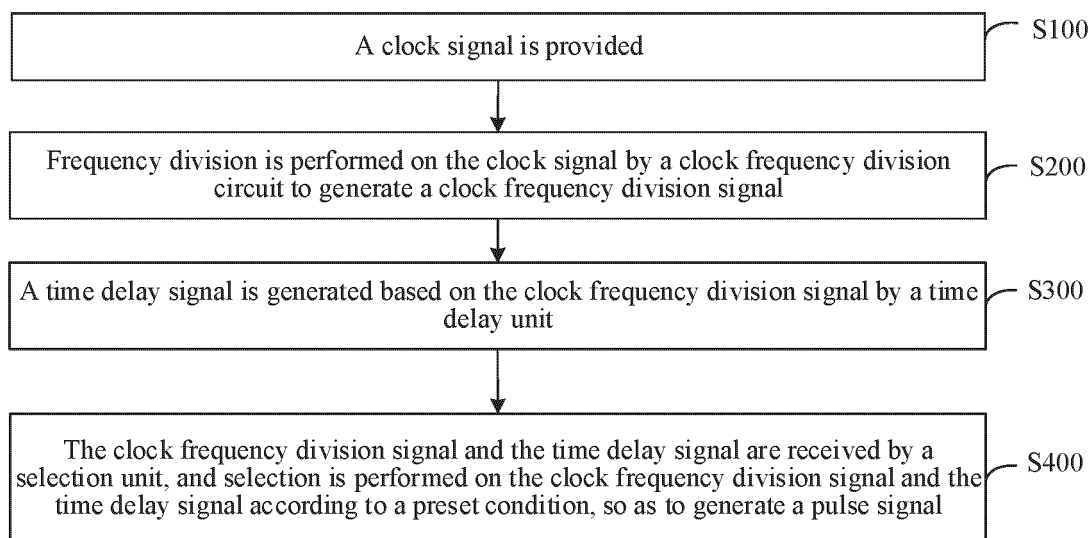 A clock signal is provided
S100
Frequency division is performed on the clock signal by a clock frequency division
circuit to generate a clock frequency division signal
S200
A time delay signal is generated based on the clock frequency division signal by a time
delay unit
S300
The clock frequency division signal and the time delay signal are received by a
selection unit, and selection is performed on the clock frequency division signal and the
time delay signal according to a preset condition, so as to generate a pulse signal
S400